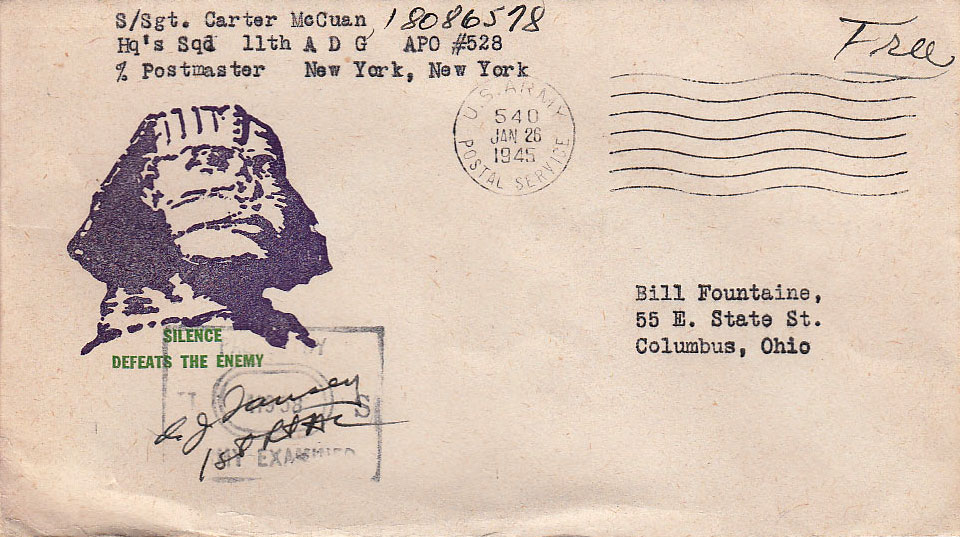 S/Sgt. Carter McCuan 18086578
Hq's Sqd 11th A D G APO #528
% Postmaster New York, New York
Free
U.S. ARMY
540
JAN 26
1945
POSTAL SERVICE
Bill Fountaine,
55 E. State St.
Columbus, Ohio
SILENCE
DEFEATS THE ENEMY
S
EXAMINER